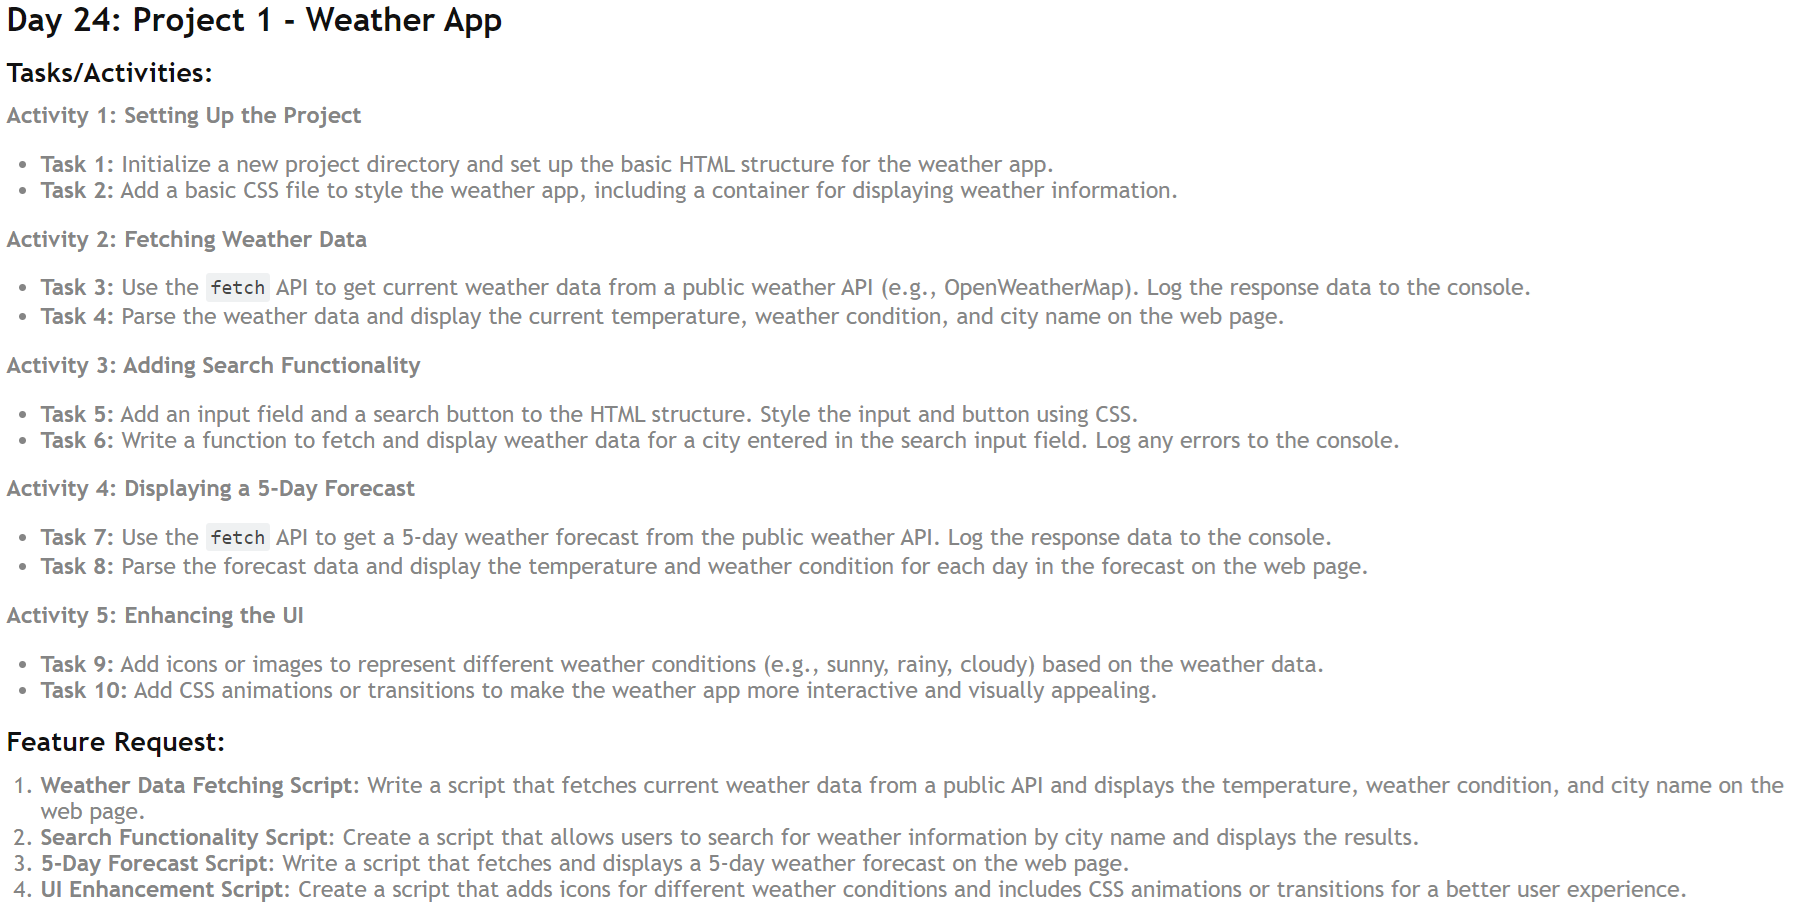 Day 24: Project 1 - Weather App
Tasks/Activities:
Activity 1: Setting Up the Project
• Task 1: Initialize a new project directory and set up the basic HTML structure for the weather app.
• Task 2: Add a basic CSS file to style the weather app, including a container for displaying weather information.
Activity 2: Fetching Weather Data
• Task 3: Use the fetch API to get current weather data from a public weather API (e.g., OpenWeatherMap). Log the response data to the console.
• Task 4: Parse the weather data and display the current temperature, weather condition, and city name on the web page.
Activity 3: Adding Search Functionality
• Task 5: Add an input field and a search button to the HTML structure. Style the input and button using CSS.
• Task 6: Write a function to fetch and display weather data for a city entered in the search input field. Log any errors to the console.
Activity 4: Displaying a 5-Day Forecast
• Task 7: Use the fetch API to get a 5-day weather forecast from the public weather API. Log the response data to the console.
• Task 8: Parse the forecast data and display the temperature and weather condition for each day in the forecast on the web page.
Activity 5: Enhancing the UI
• Task 9: Add icons or images to represent different weather conditions (e.g., sunny, rainy, cloudy) based on the weather data.
• Task 10: Add CSS animations or transitions to make the weather app more interactive and visually appealing.
Feature Request:
1. Weather Data Fetching Script: Write a script that fetches current weather data from a public API and displays the temperature, weather condition, and city name on the
web page.
2. Search Functionality Script: Create a script that allows users to search for weather information by city name and displays the results.
3. 5-Day Forecast Script: Write a script that fetches and displays a 5-day weather forecast on the web page.
4. UI Enhancement Script: Create a script that adds icons for different weather conditions and includes CSS animations or transitions for a better user experience.